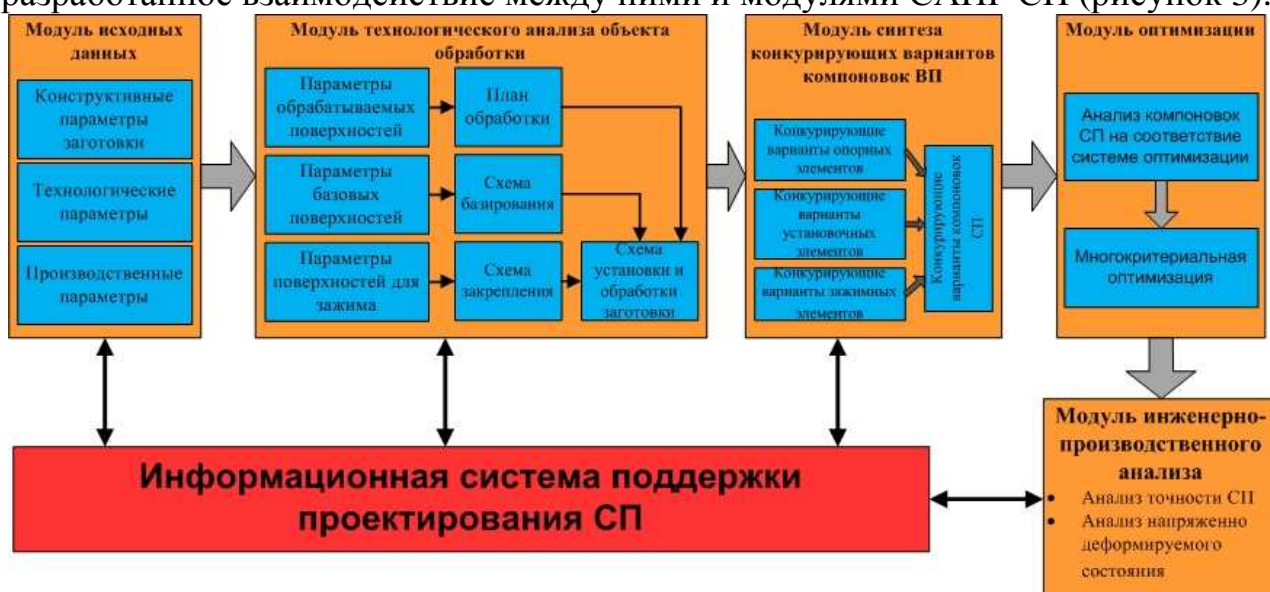 разработанное взаимодействие между ними и модулями САПР СП (рисунок 3).
Модуль исходных
данных
Конструктивные
параметры
заготовки
Технологические
параметры
Производственные
параметры
Модуль технологического анализа объекта
обработки
Параметры
обрабатываемых
поверхностей
План
обработки
Параметры
базовых
поверхностей
Схема
базирования
Параметры
поверхностей для
зажима
Схема
закрепления
Схема
установки и
обработки
заготовки
Модуль синтеза
конкурирующих вариантов
компоновок ВП
Конкурирующие
варианты опорных
элементов
Конкурирующие
варианты
установочных
элементов
Конкурирующие
варианты зажимных
элементов
Конкурирующие
варианты компоновок
СП
Модуль оптимизации
Анализ компоновок
СП на соответствие
системе оптимизации
Многокритериальная
оптимизация
Информационная система поддержки
проектирования СП
Модуль инженерно-
производственного
анализа
• Анализ точности СП
• Анализ напряженно
деформируемого
состояния